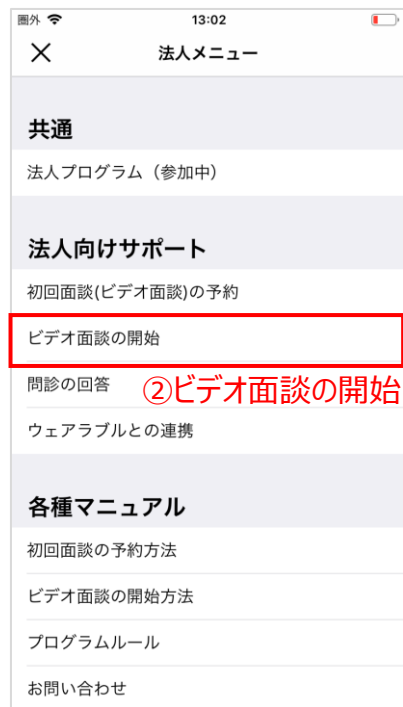 圏外 13:02
法人メニュー
共通
法人プログラム（参加中）
法人向けサポート
初回面談(ビデオ面談)の予約
ビデオ面談の開始
問診の回答
②ビデオ面談の開始
ウェアラブルとの連携
各種マニュアル
初回面談の予約方法
ビデオ面談の開始方法
プログラムルール
お問い合わせ